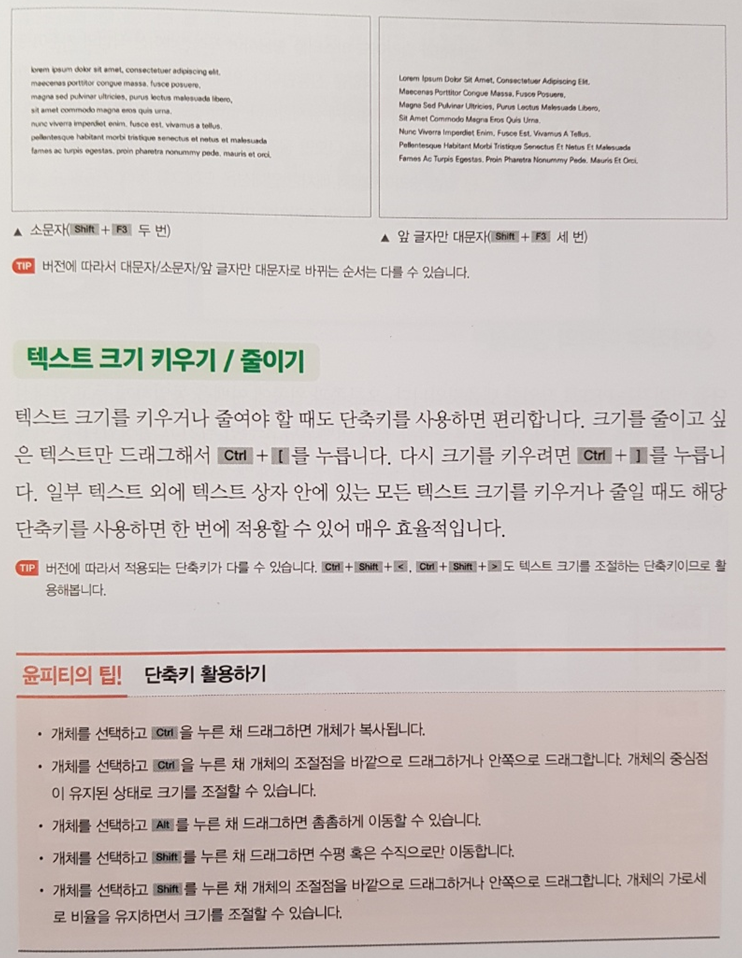 lorem ipsum dolor sit amet, consectetuer adipiscing elit,
maecenas porttitor congue massa, fusce posuere,
magna sed pulvinar ultricies, purus lectus malesuada libero,
sit amet commodo magna eros quis urna,
nunc viverra imperdiet enim, fusce est, vivamus a tellus,
pellentesque habitant morbi tristique senectus et netus et malesuada
fames ac turpis egestas, proin pharetra nonummy pede, mauris et orci,
Lorem Ipsum Dolor Sit Amet, Consectetuer Adipiscing Elit,
Maecenas Porttitor Congue Massa, Fusce Posuere,
Magna Sed Pulvinar Ultricies, Purus Lectus Malesuada Libero,
Sit Amet Commodo Magna Eros Quis Urna,
Nunc Viverra Imperdiet Enim, Fusce Est, Vivamus A Tellus,
Pellentesque Habitant Morbi Tristique Senectus Et Netus Et Malesuada
Fames Ac Turpis Egestas, Proin Pharetra Nonummy Pede, Mauris Et Orci,
▲ 소문자(Shift + F3 두 번)
▲ 앞 글자만 대문자(Shift + F3 세 번)
TIP 버전에 따라서 대문자/소문자/앞 글자만 대문자로 바뀌는 순서는 다를 수 있습니다.
텍스트 크기 키우기 / 줄이기
텍스트 크기를 키우거나 줄여야 할 때도 단축키를 사용하면 편리합니다. 크기를 줄이고 싶
은 텍스트만 드래그해서 Ctrl + [ 를 누릅니다. 다시 크기를 키우려면 Ctrl + ] 를 누릅니
다. 일부 텍스트 외에 텍스트 상자 안에 있는 모든 텍스트 크기를 키우거나 줄일 때도 해당
단축키를 사용하면 한 번에 적용할 수 있어 매우 효율적입니다.
TIP 버전에 따라서 적용되는 단축키가 다를 수 있습니다. Ctrl + Shift + <, Ctrl + Shift + > 도 텍스트 크기를 조절하는 단축키이므로 활
용해봅니다.
윤피티의 팁! 단축키 활용하기
• 개체를 선택하고 Ctrl 을 누른 채 드래그하면 개체가 복사됩니다.
• 개체를 선택하고 Ctrl 을 누른 채 개체의 조절점을 바깥으로 드래그하거나 안쪽으로 드래그합니다. 개체의 중심점
이 유지된 상태로 크기를 조절할 수 있습니다.
• 개체를 선택하고 Alt 를 누른 채 드래그하면 촘촘하게 이동할 수 있습니다.
• 개체를 선택하고 Shift 를 누른 채 드래그하면 수평 혹은 수직으로만 이동합니다.
• 개체를 선택하고 Shift 를 누른 채 개체의 조절점을 바깥으로 드래그하거나 안쪽으로 드래그합니다. 개체의 가로세
로 비율을 유지하면서 크기를 조절할 수 있습니다.